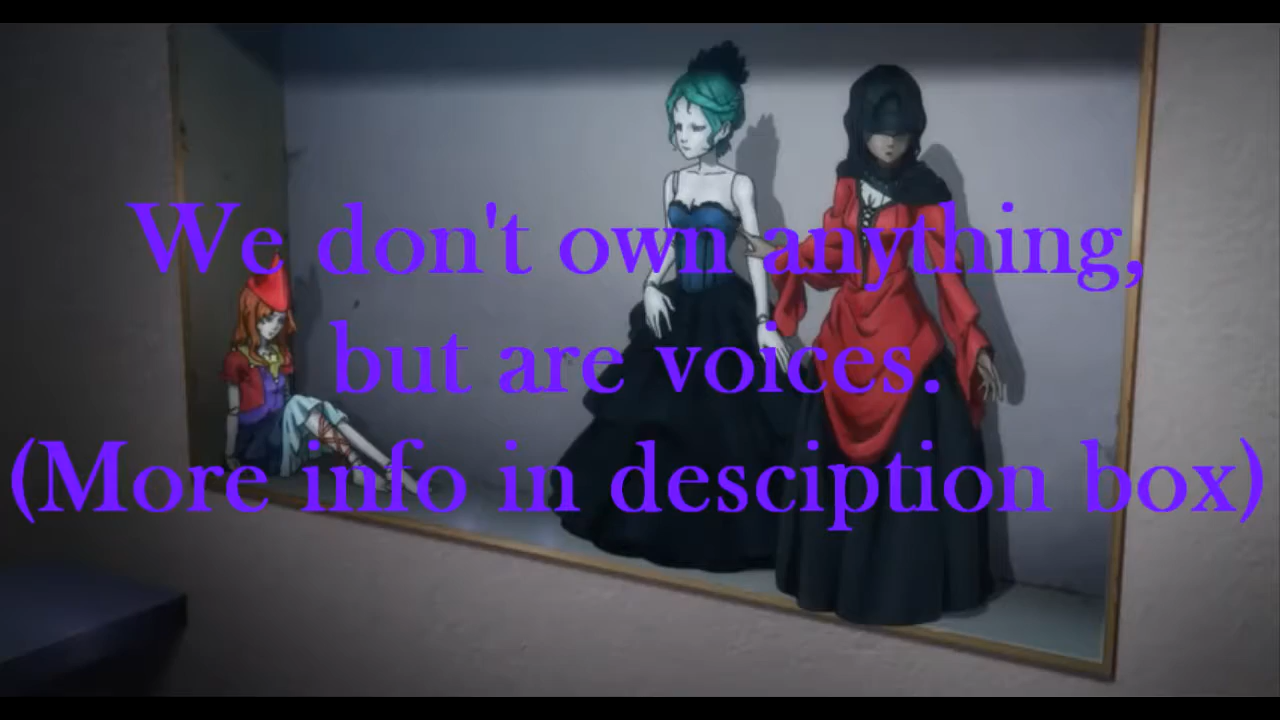 We don't own anything,
but are voices.
(More info in desciption box)